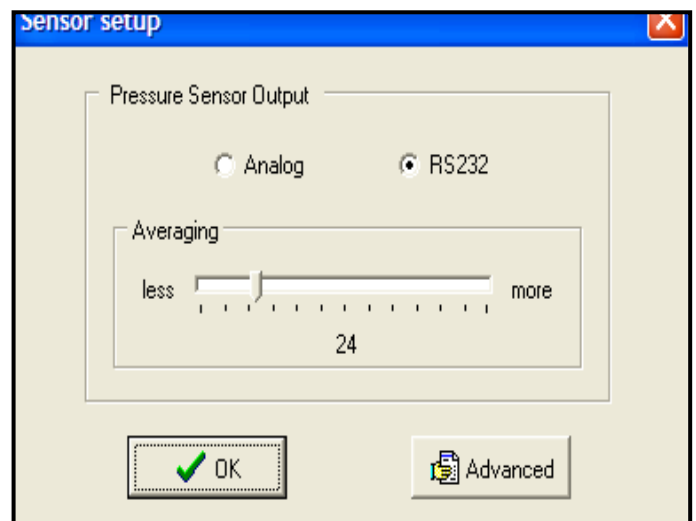 Sensor setup
Pressure Sensor Output
Analog RS232
Averaging
less more
24
OK Advanced